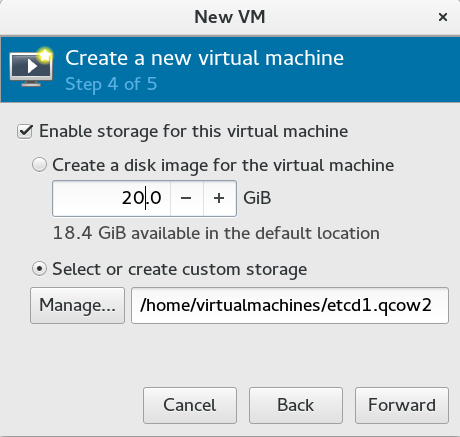 New VM ×
Create a new virtual machine
Step 4 of 5
Enable storage for this virtual machine
Create a disk image for the virtual machine
20.0 − + GiB
18.4 GiB available in the default location
Select or create custom storage
Manage... /home/virtualmachines/etcd1.qcow2
Cancel Back Forward